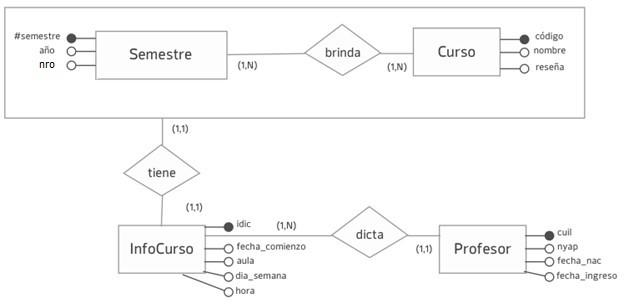 #semestre
año
nro
Semestre
(1,N)
brinda
(1,N)
Curso
código
nombre
reseña
(1,1)
tiene
(1,1)
InfoCurso
idic
fecha_comienzo
aula
dia_semana
hora
(1,N)
dicta
(1,1)
Profesor
cuil
nyap
fecha_nac
fecha_ingreso